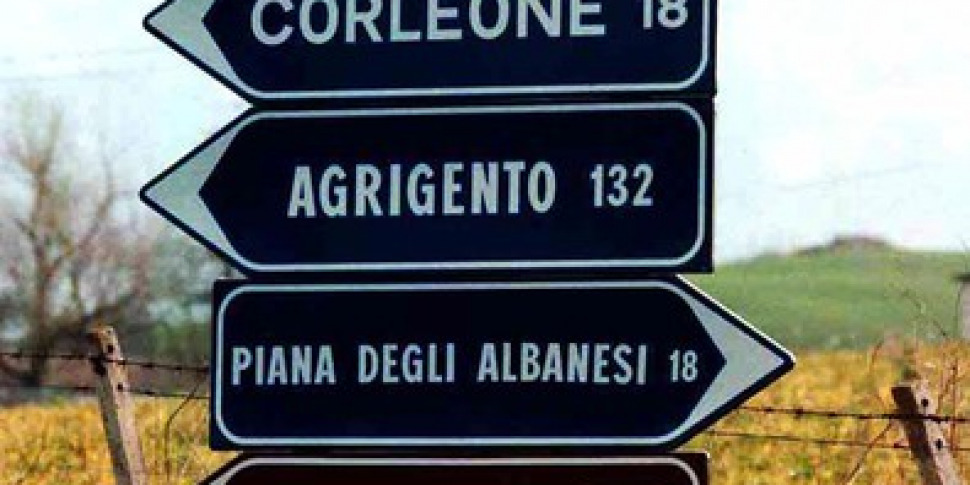 CORLEONE 18
AGRIGENTO 132
PIANA DEGLI ALBANESI 18